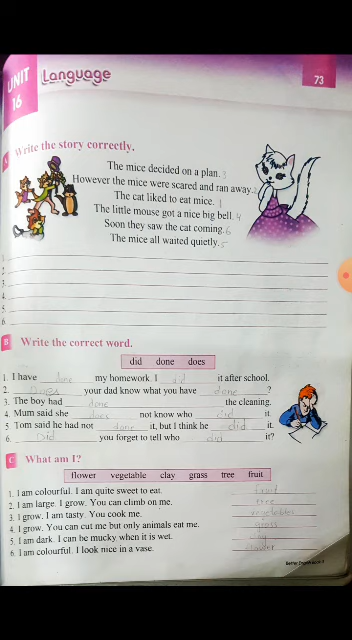 UNIT 16
Language
73
A Write the story correctly.
The mice decided on a plan. 3
However the mice were scared and ran away. 2
The cat liked to eat mice. 1
The little mouse got a nice big bell. 4
Soon they saw the cat coming. 6
The mice all waited quietly. 5
1.
2.
3.
4.
5.
6.
B Write the correct word.
did done does
1. I have done my homework. I did it after school.
2. Does your dad know what you have done?
3. The boy had done the cleaning.
4. Mum said she does not know who did it.
5. Tom said he had not done it, but I think he did it.
6. Did you forget to tell who did it?
C What am I?
flower vegetable clay grass tree fruit
1. I am colourful. I am quite sweet to eat. fruit
2. I am large. I grow. You can climb on me. tree
3. I grow. I am tasty. You cook me. vegetables
4. I grow. You can cut me but only animals eat me. grass
5. I am dark. I can be mucky when it is wet. clay
6. I am colourful. I look nice in a vase. flower